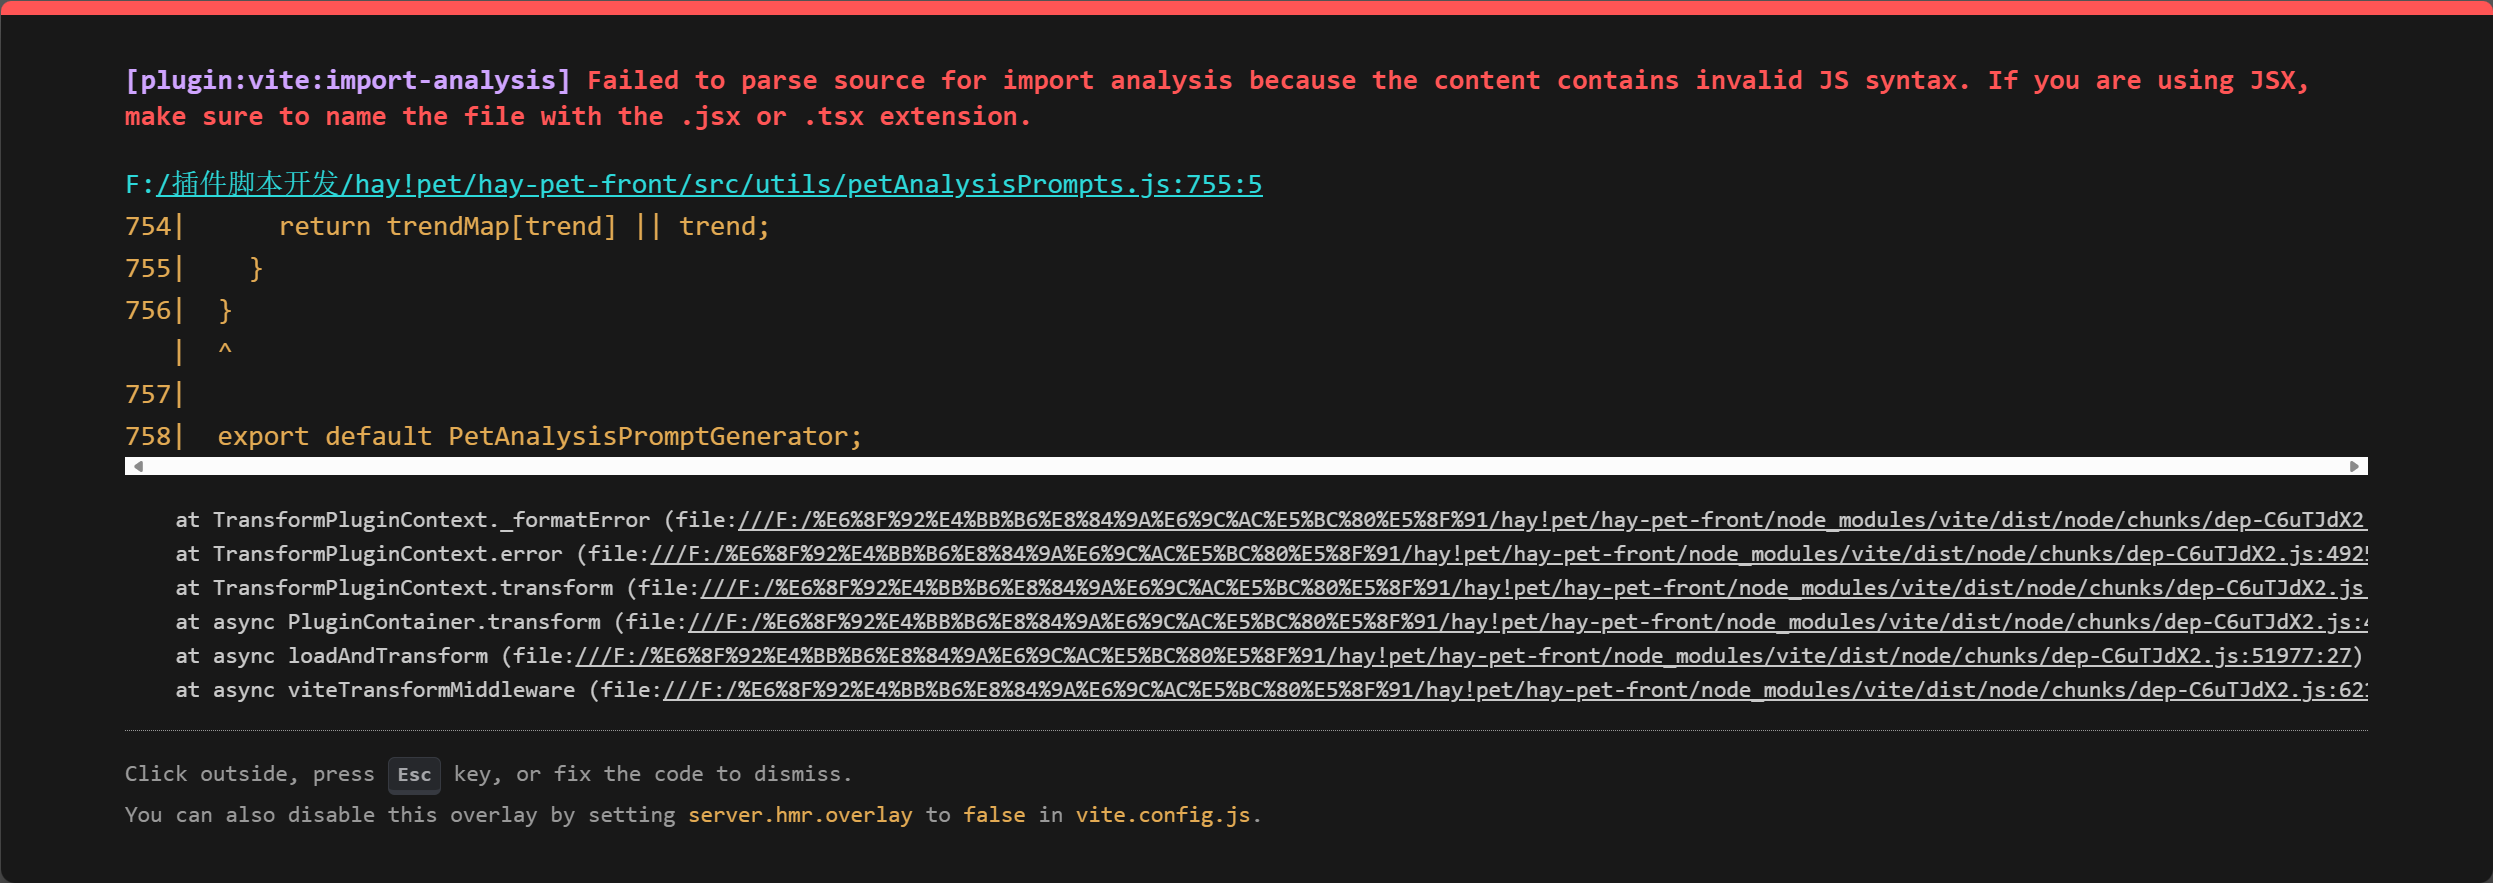 [plugin:vite:import-analysis] Failed to parse source for import analysis because the content contains invalid JS syntax. If you are using JSX,
make sure to name the file with the .jsx or .tsx extension.
F:/插件脚本开发/hay!pet/hay-pet-front/src/utils/petAnalysisPrompts.js:755:5
754|      return trendMap[trend] || trend;
755|    }
756|  }
   |  ^
757|
758|  export default PetAnalysisPromptGenerator;
at TransformPluginContext._formatError (file:///F:/%E6%8F%92%E4%BB%B6%E8%84%9A%E6%9C%AC%E5%BC%80%E5%8F%91/hay!pet/hay-pet-front/node_modules/vite/dist/node/chunks/dep-C6uTJdX2.
at TransformPluginContext.error (file:///F:/%E6%8F%92%E4%BB%B6%E8%84%9A%E6%9C%AC%E5%BC%80%E5%8F%91/hay!pet/hay-pet-front/node_modules/vite/dist/node/chunks/dep-C6uTJdX2.js:4925
at TransformPluginContext.transform (file:///F:/%E6%8F%92%E4%BB%B6%E8%84%9A%E6%9C%AC%E5%BC%80%E5%8F%91/hay!pet/hay-pet-front/node_modules/vite/dist/node/chunks/dep-C6uTJdX2.js
at async PluginContainer.transform (file:///F:/%E6%8F%92%E4%BB%B6%E8%84%9A%E6%9C%AC%E5%BC%80%E5%8F%91/hay!pet/hay-pet-front/node_modules/vite/dist/node/chunks/dep-C6uTJdX2.js:4
at async loadAndTransform (file:///F:/%E6%8F%92%E4%BB%B6%E8%84%9A%E6%9C%AC%E5%BC%80%E5%8F%91/hay!pet/hay-pet-front/node_modules/vite/dist/node/chunks/dep-C6uTJdX2.js:51977:27)
at async viteTransformMiddleware (file:///F:/%E6%8F%92%E4%BB%B6%E8%84%9A%E6%9C%AC%E5%BC%80%E5%8F%91/hay!pet/hay-pet-front/node_modules/vite/dist/node/chunks/dep-C6uTJdX2.js:621
Click outside, press Esc key, or fix the code to dismiss.
You can also disable this overlay by setting server.hmr.overlay to false in vite.config.js.